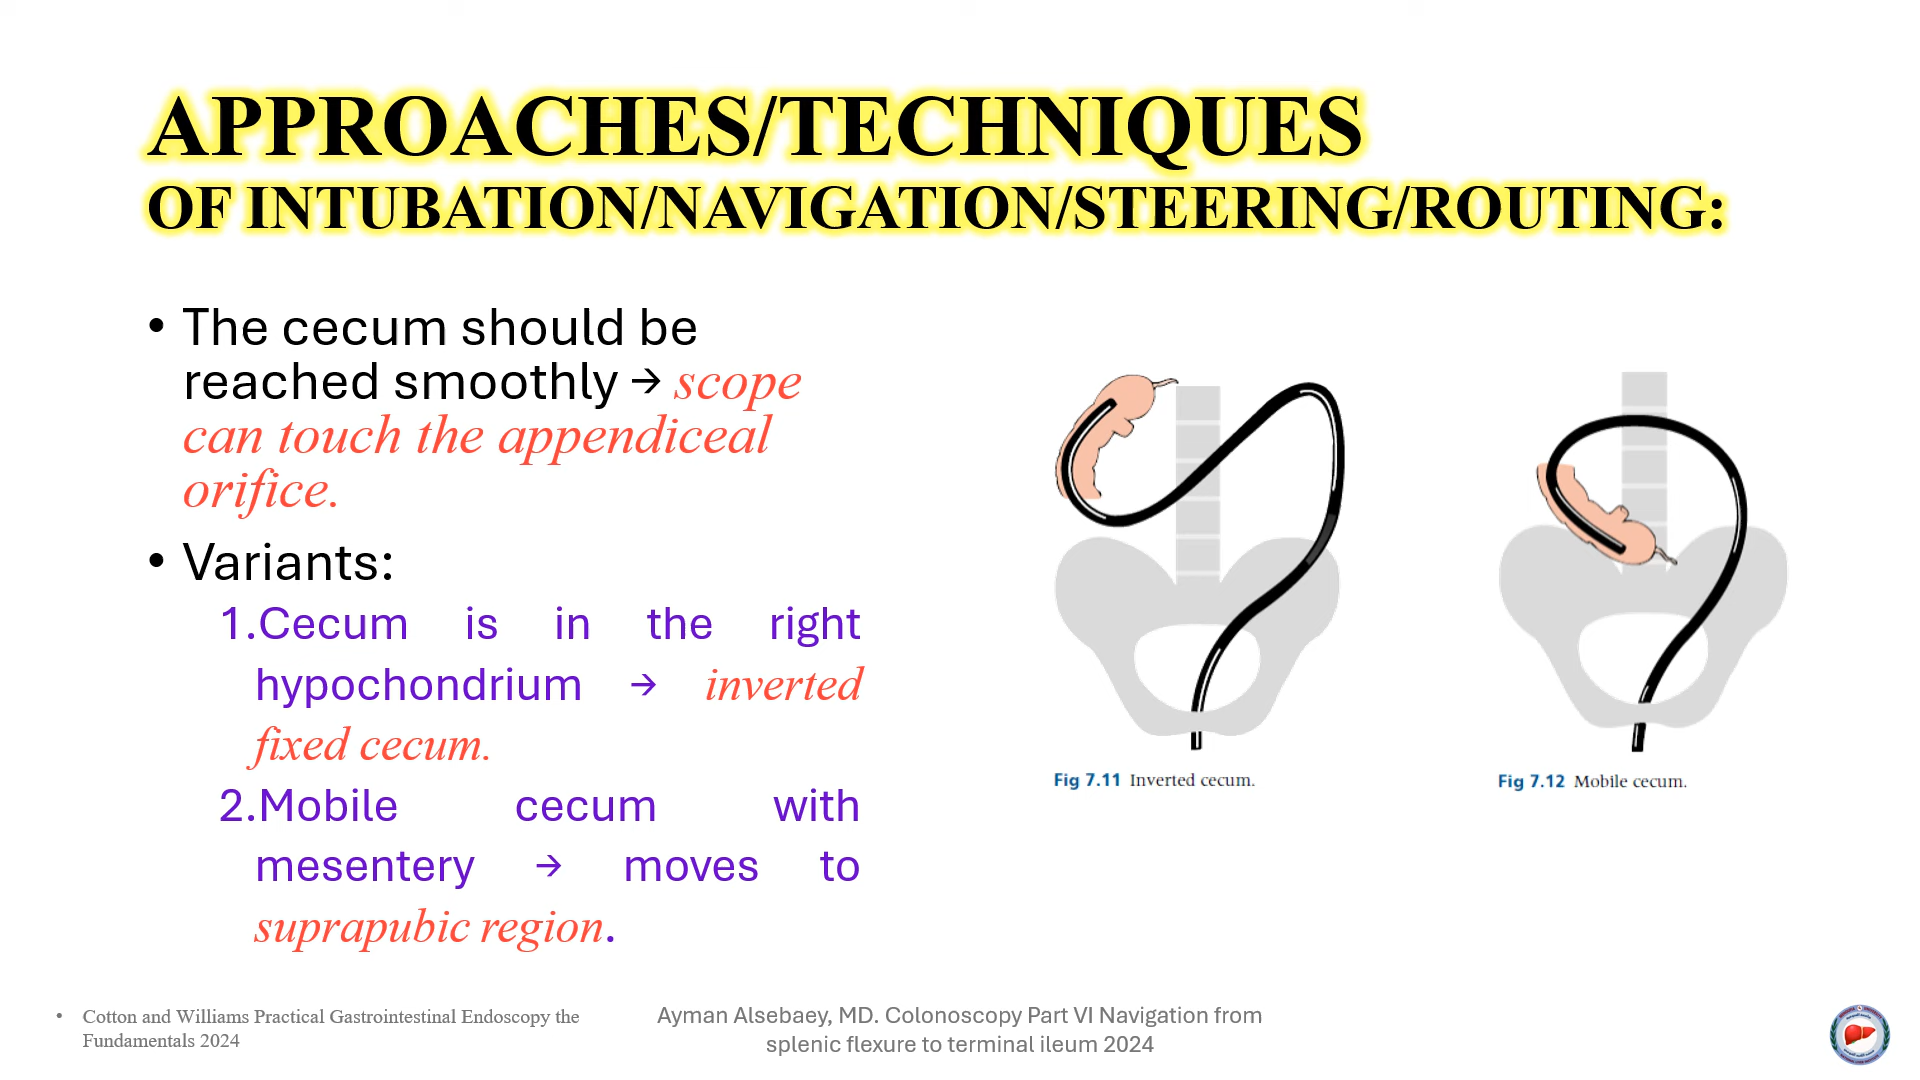 APPROACHES/TECHNIQUES
OF INTUBATION/NAVIGATION/STEERING/ROUTING:
• The cecum should be
reached smoothly → scope
can touch the appendiceal
orifice.
• Variants:
1.Cecum is in the right
hypochondrium → inverted
fixed cecum.
2.Mobile cecum with
mesentery → moves to
suprapubic region.
Fig 7.11 Inverted cecum.
Fig 7.12 Mobile cecum.
• Cotton and Williams Practical Gastrointestinal Endoscopy the
Fundamentals 2024
Ayman Alsebaey, MD. Colonoscopy Part VI Navigation from
splenic flexure to terminal ileum 2024